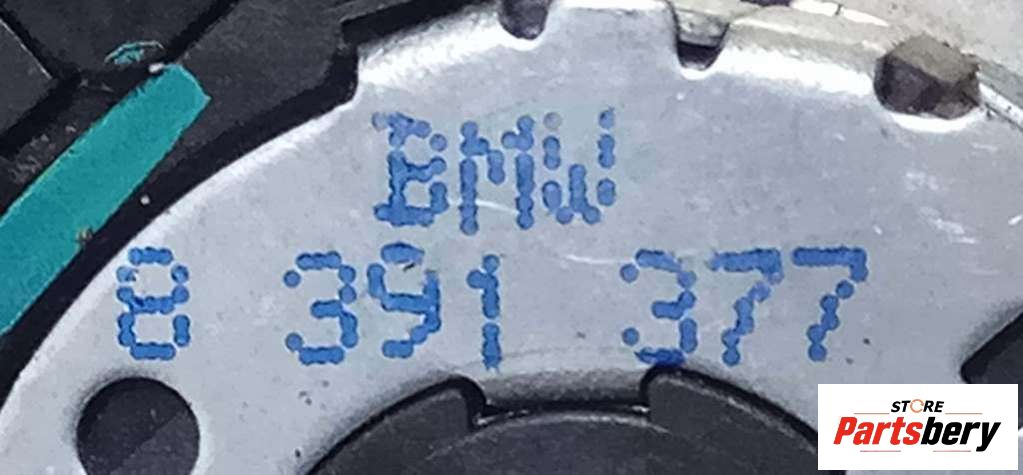 BMW
8 391 377
STORE
Partsbery